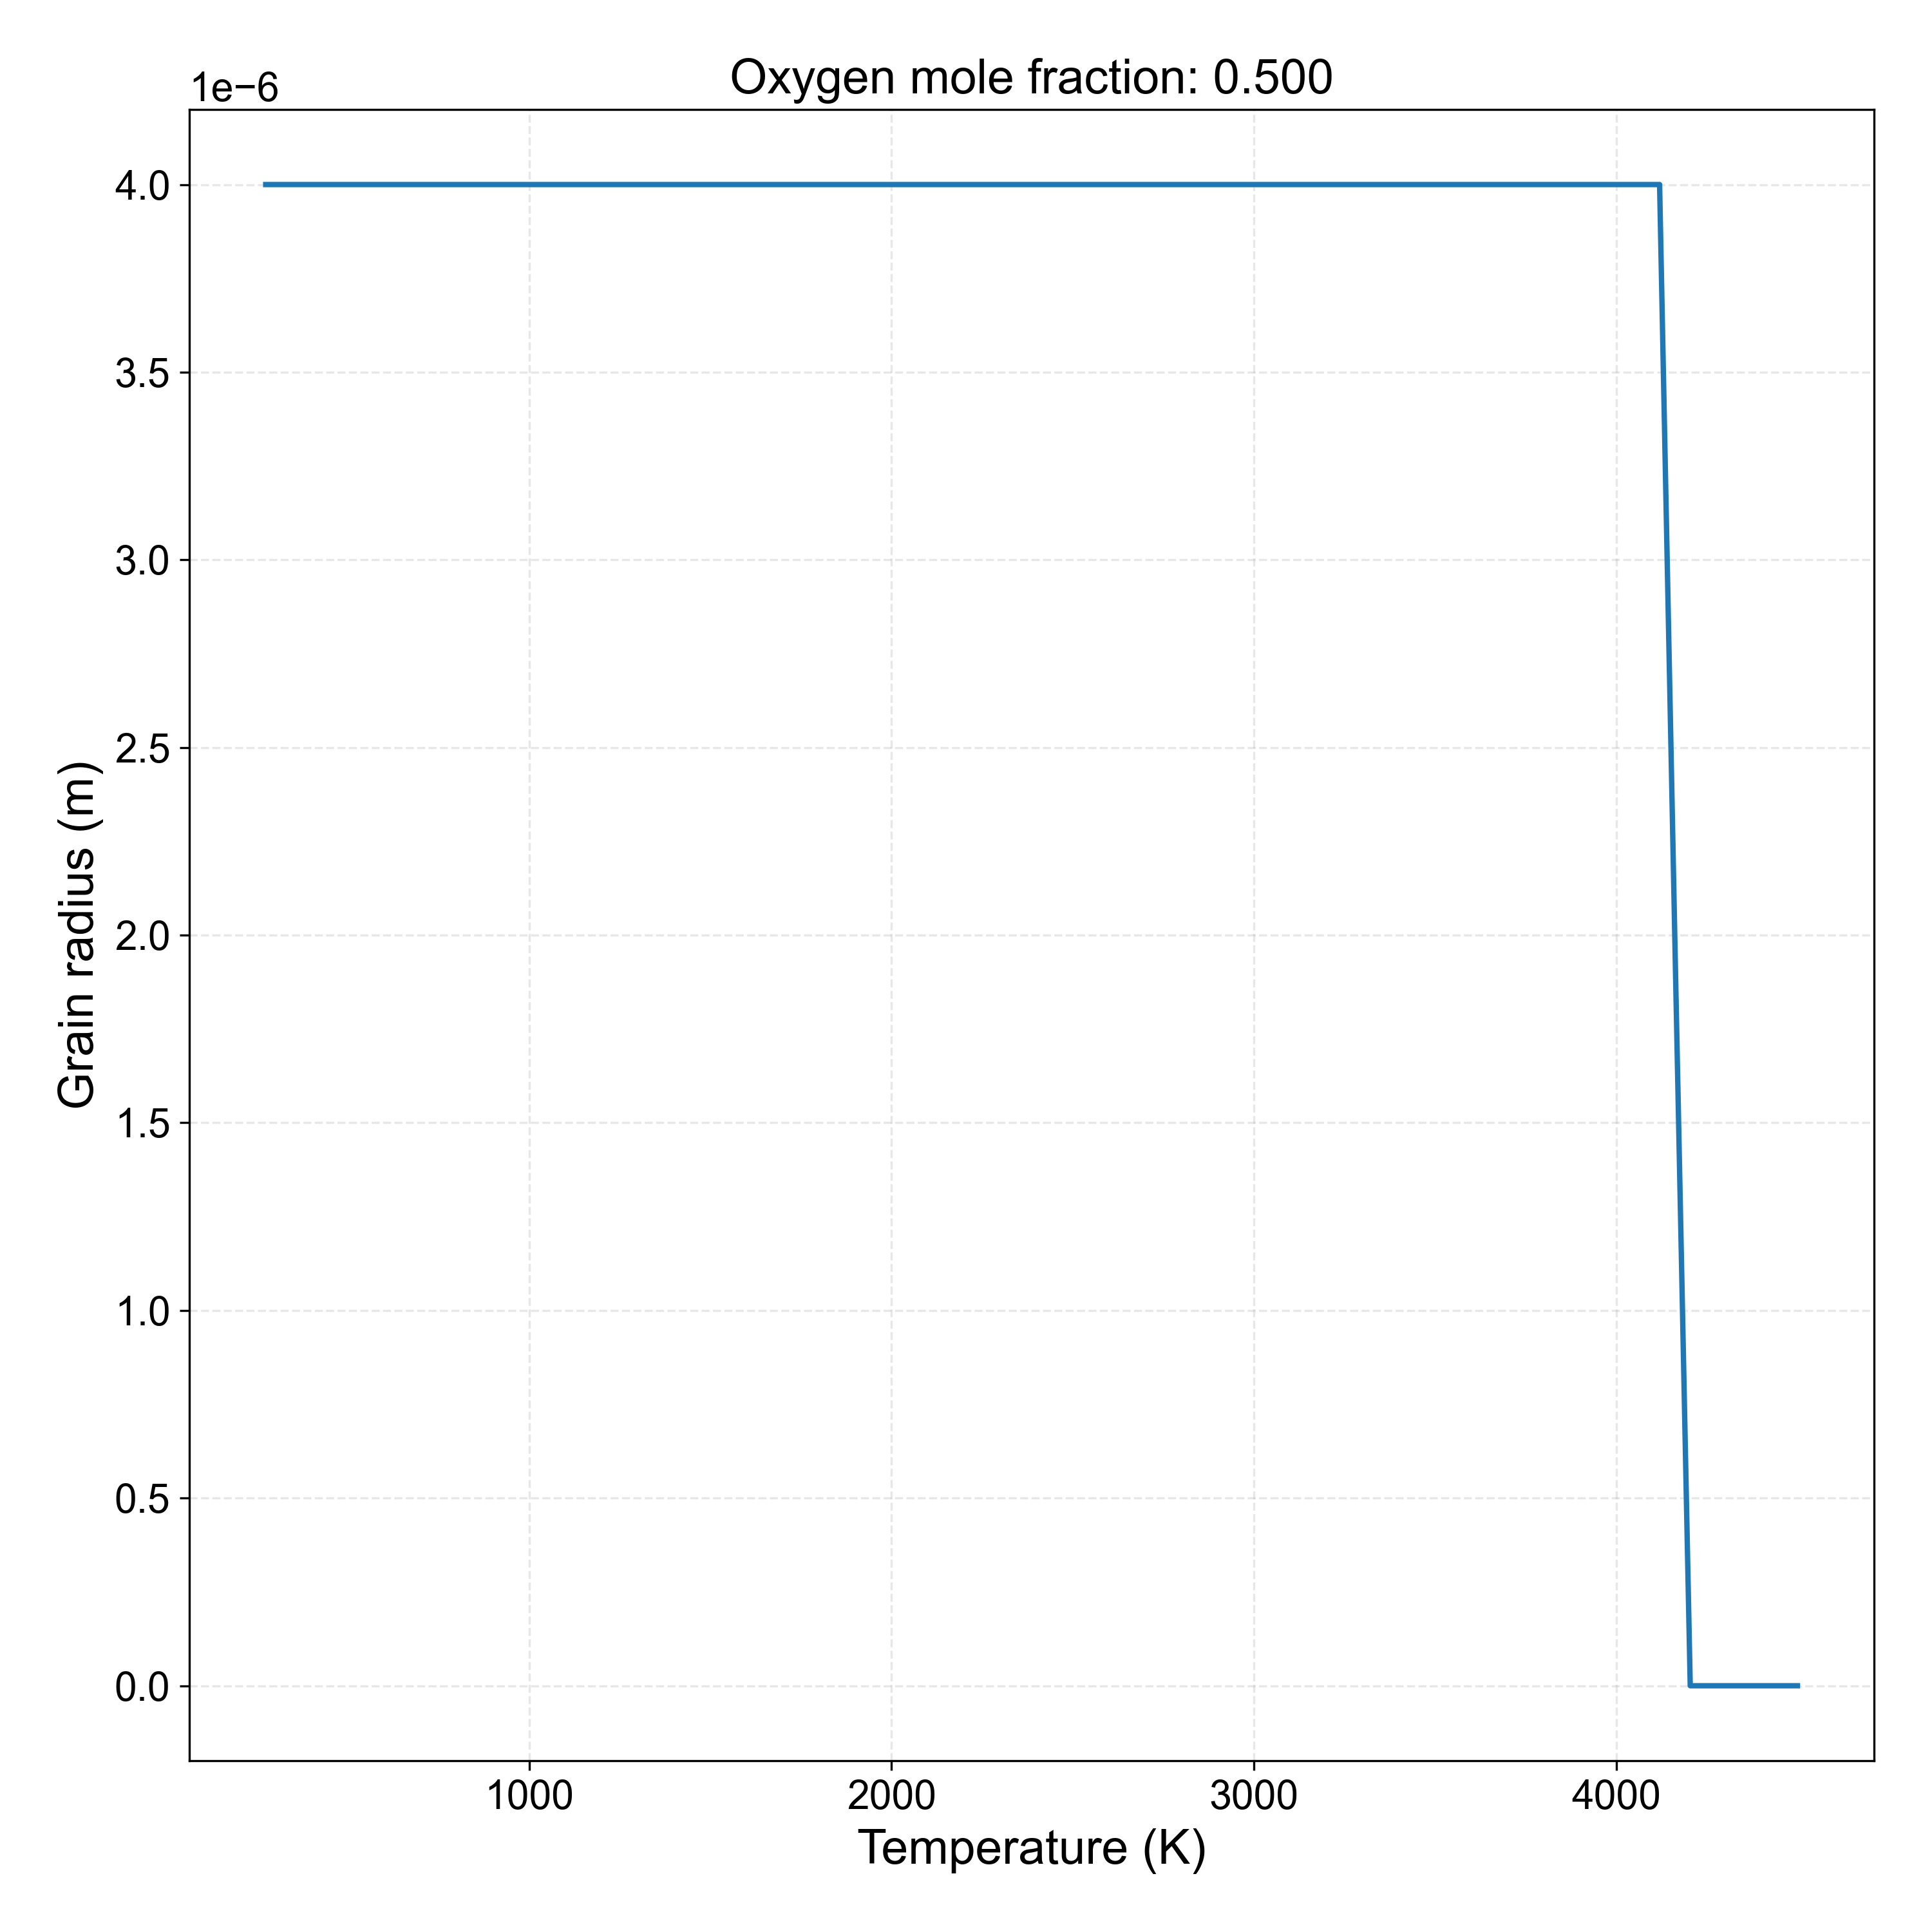 Oxygen mole fraction: 0.500
1e−6
4.0
3.5
3.0
2.5
2.0
1.5
1.0
0.5
0.0
Grain radius (m)
1000 2000 3000 4000
Temperature (K)